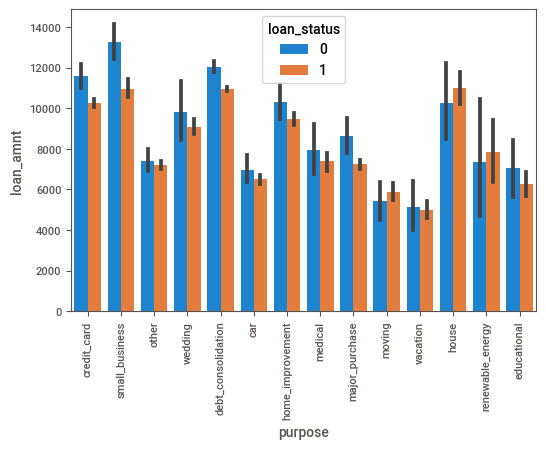 loan_status
0
1
loan_amnt
14000
12000
10000
8000
6000
4000
2000
0
credit_card
small_business
other
wedding
debt_consolidation
car
home_improvement
medical
major_purchase
moving
vacation
house
renewable_energy
educational
purpose